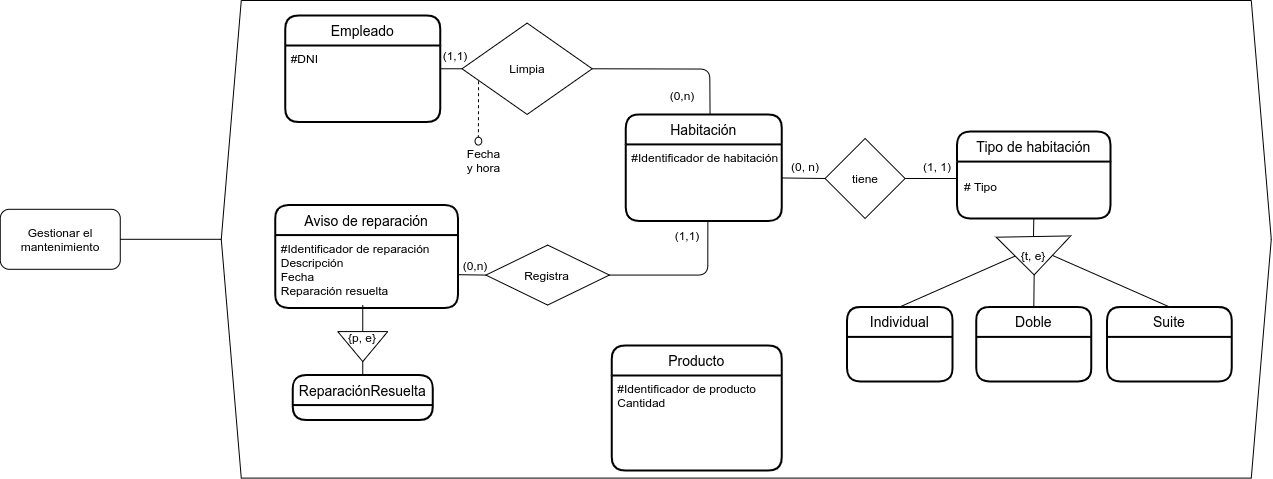 Gestionar el
mantenimiento
Empleado
#DNI
(1,1)
Limpia
(0,n)
Fecha
y hora
Habitación
#Identificador de habitación
(0, n)
tiene
(1, 1)
Tipo de habitación
# Tipo
{t, e}
Individual
Doble
Suite
Aviso de reparación
#Identificador de reparación
Descripción
Fecha
Reparación resuelta
(0,n)
Registra
(1,1)
{p, e}
ReparaciónResuelta
Producto
#Identificador de producto
Cantidad